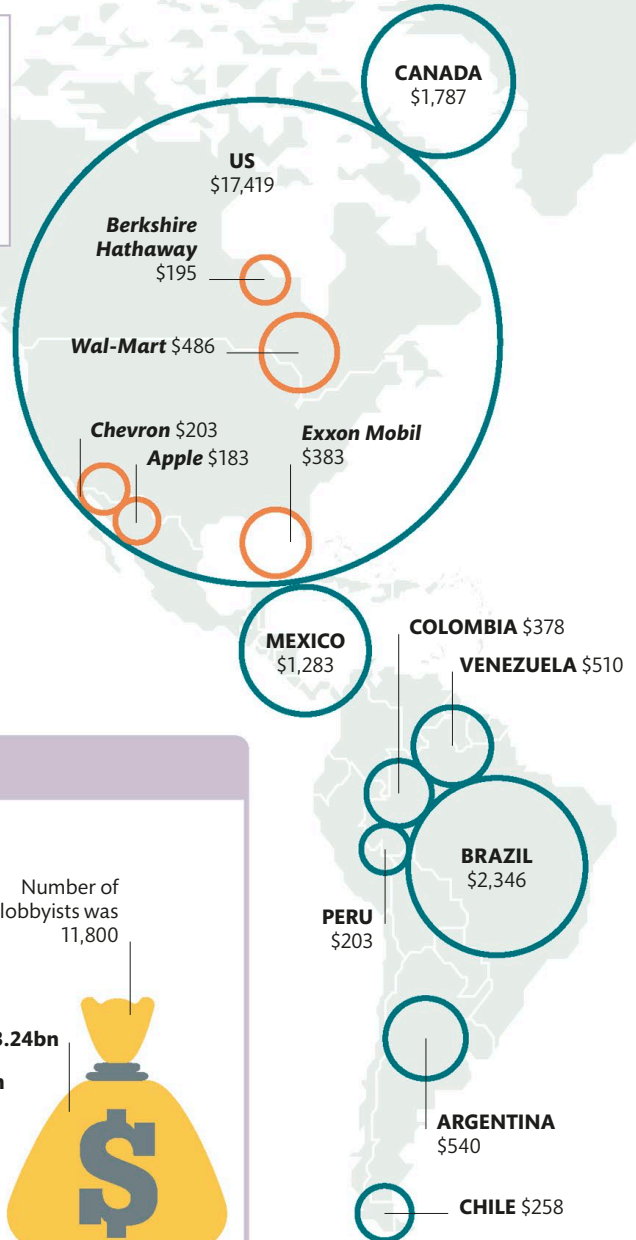 CANADA
$1,787
US
$17,419
Berkshire
Hathaway
$195
Wal-Mart $486
Chevron $203
Apple $183
Exxon Mobil
$383
MEXICO
$1,283
COLOMBIA $378
VENEZUELA $510
BRAZIL
$2,346
PERU
$203
Number of
lobbyists was
11,800
3.24bn
$
ARGENTINA
$540
CHILE $258